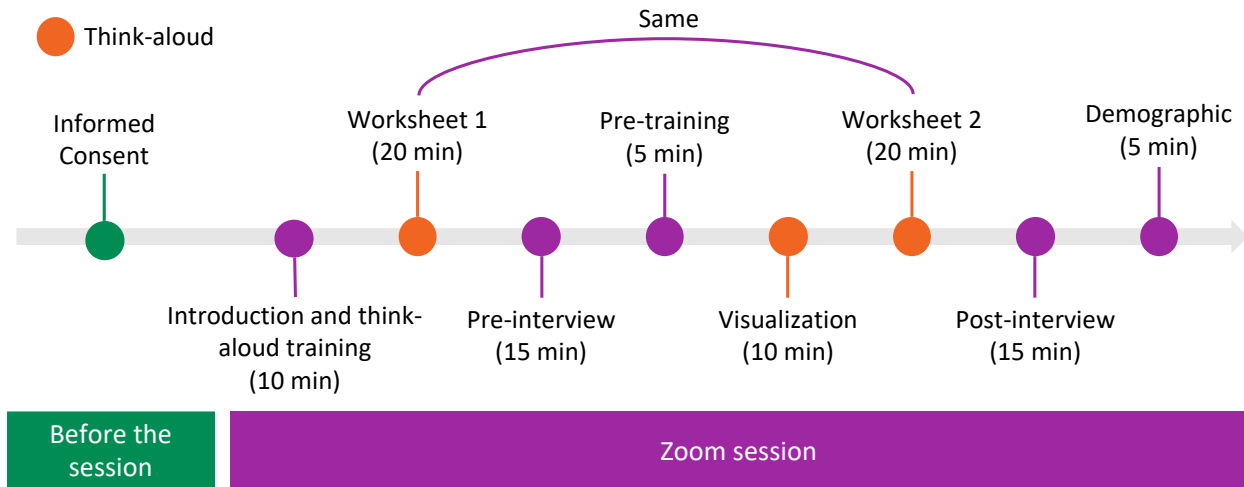 Same
Think-aloud
Informed
Consent
Worksheet 1
(20 min)
Pre-training
(5 min)
Worksheet 2
(20 min)
Demographic
(5 min)
Introduction and think-
aloud training
(10 min)
Pre-interview
(15 min)
Visualization
(10 min)
Post-interview
(15 min)
Before the
session
Zoom session